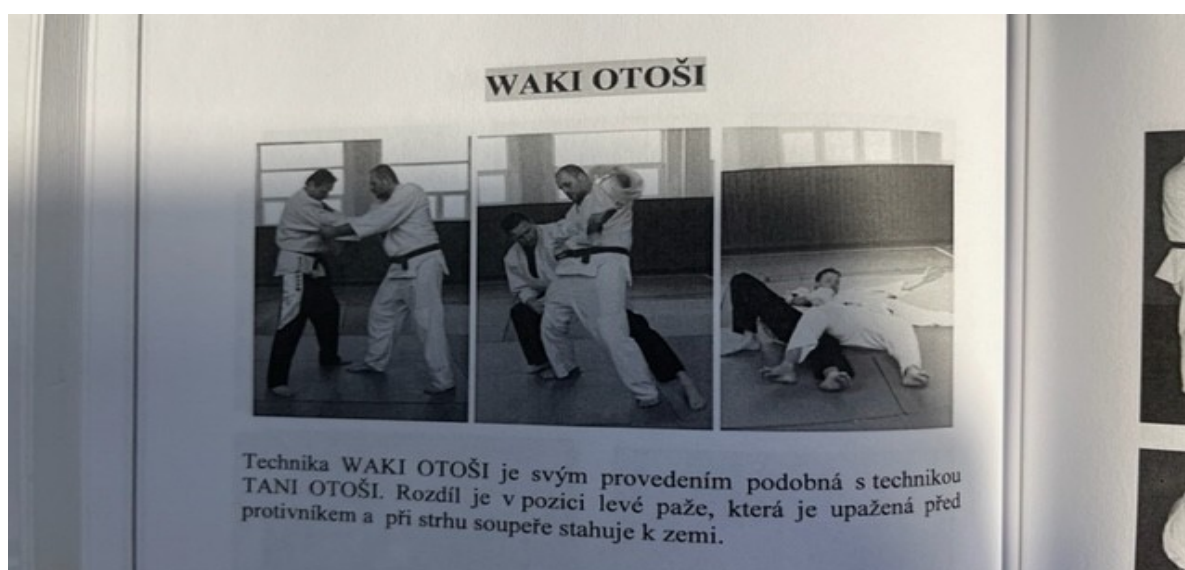 WAKI OTOŠI
Technika WAKI OTOŠI je svým provedením podobná s technikou
TANI OTOŠI. Rozdíl je v pozici levé paže, která je upažená před
protivníkem a při strhu soupeře stahuje k zemi.